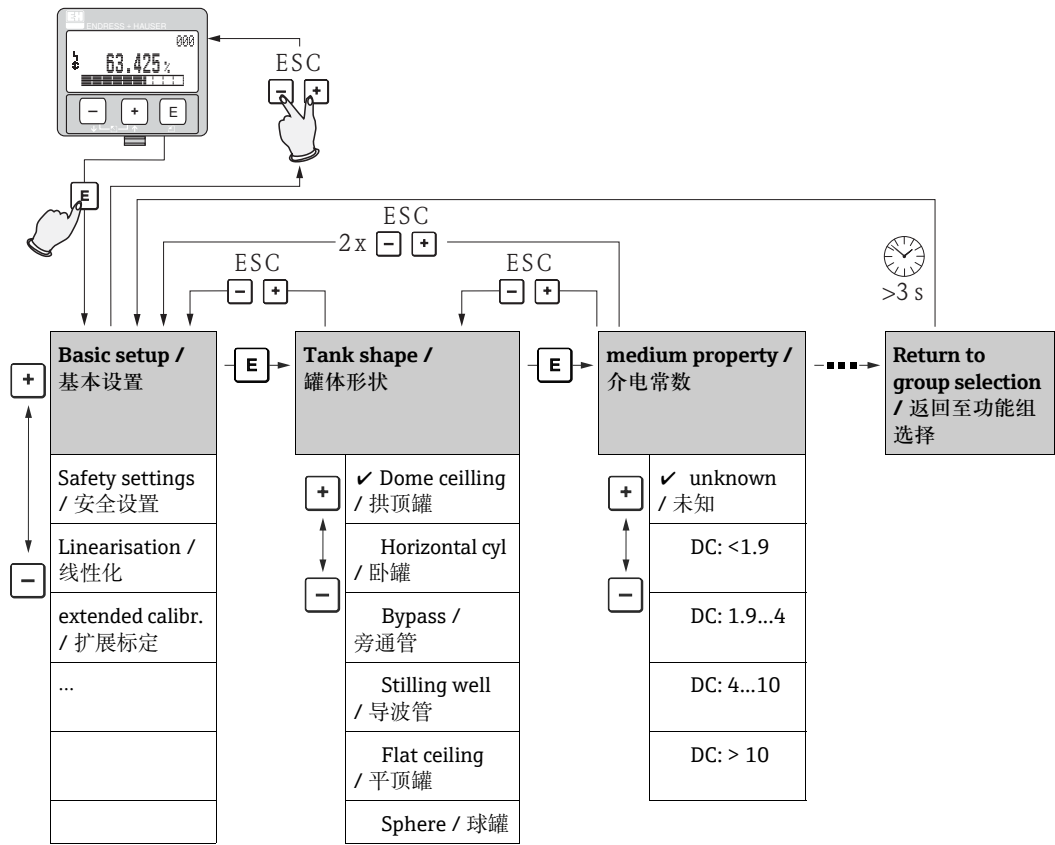 EH
ENDRESS + HAUSER
000
63.425%
- + E
ESC
- +
E
ESC
2 x - +
ESC
- +
ESC
- +
>3 s
Basic setup /
基本设置
E
Tank shape /
罐体形状
E
medium property /
介电常数
Return to
group selection
/ 返回至功能组
选择
+
-
Safety settings
/ 安全设置
Linearisation /
线性化
extended calibr.
/ 扩展标定
...
+
-
✔ Dome ceilling
/ 拱顶罐
Horizontal cyl
/ 卧罐
Bypass /
旁通管
Stilling well
/ 导波管
Flat ceiling
/ 平顶罐
Sphere / 球罐
+
-
✔ unknown
/ 未知
DC: <1.9
DC: 1.9...4
DC: 4...10
DC: > 10